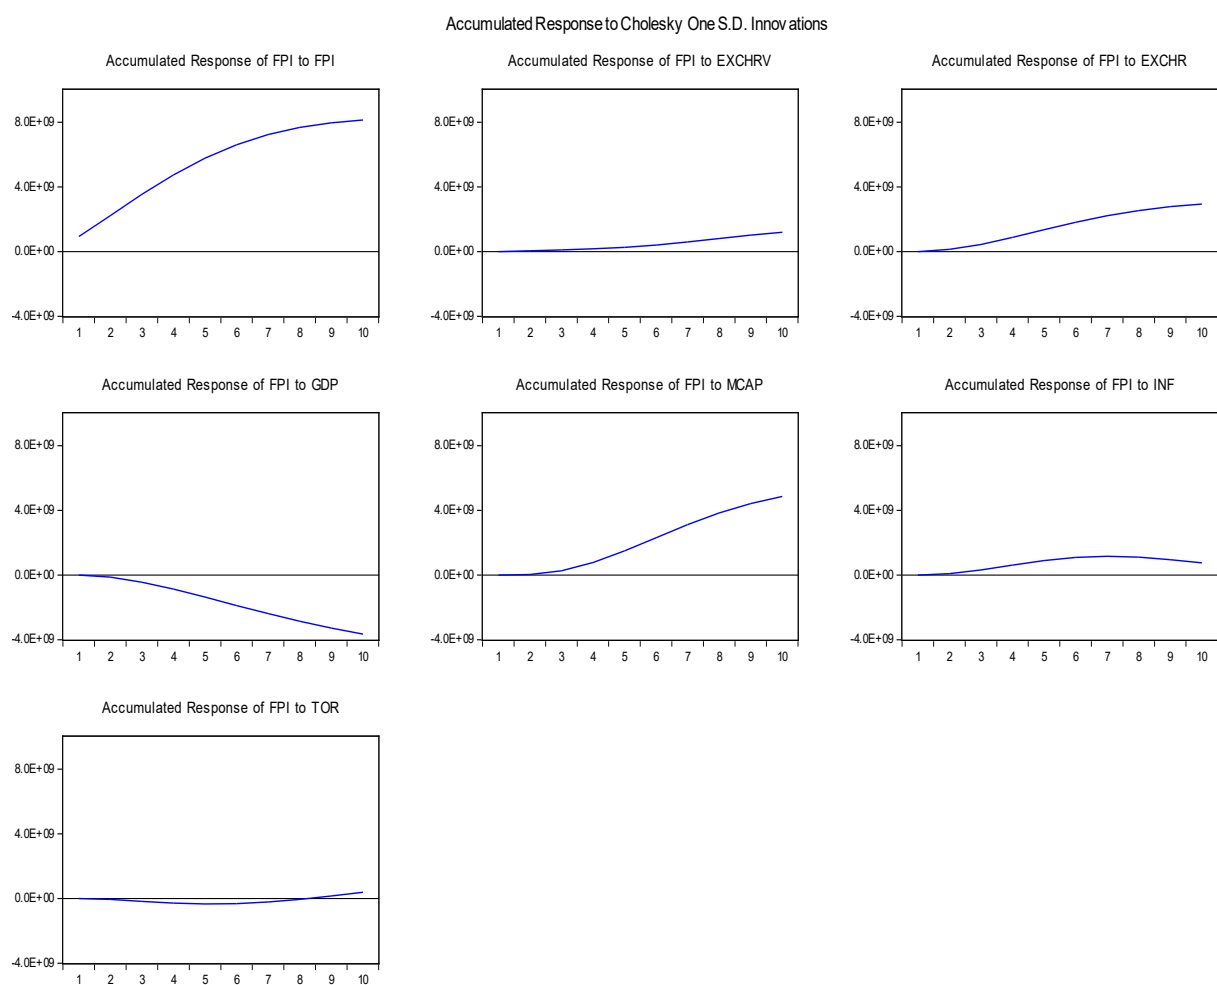 Accumulated Response to Cholesky One S.D. Innovations
Accumulated Response of FPI to FPI
8.0E+09
4.0E+09
0.0E+00
-4.0E+09
1 2 3 4 5 6 7 8 9 10
Accumulated Response of FPI to EXCHRV
8.0E+09
4.0E+09
0.0E+00
-4.0E+09
1 2 3 4 5 6 7 8 9 10
Accumulated Response of FPI to EXCHR
8.0E+09
4.0E+09
0.0E+00
-4.0E+09
1 2 3 4 5 6 7 8 9 10
Accumulated Response of FPI to GDP
8.0E+09
4.0E+09
0.0E+00
-4.0E+09
1 2 3 4 5 6 7 8 9 10
Accumulated Response of FPI to MCAP
8.0E+09
4.0E+09
0.0E+00
-4.0E+09
1 2 3 4 5 6 7 8 9 10
Accumulated Response of FPI to INF
8.0E+09
4.0E+09
0.0E+00
-4.0E+09
1 2 3 4 5 6 7 8 9 10
Accumulated Response of FPI to TOR
8.0E+09
4.0E+09
0.0E+00
-4.0E+09
1 2 3 4 5 6 7 8 9 10